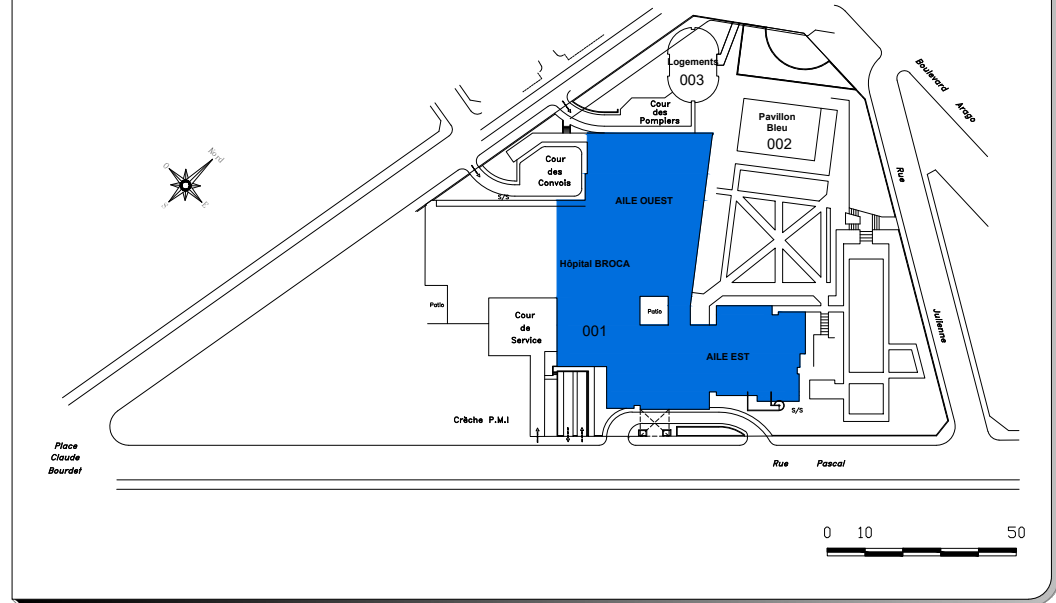 Logements
003
Boulevard Arago
Cour
des
Pompiers
Pavillon
Bleu
002
Nord
O
S
E
Cour
des
Convois
Rue
S/S
AILE OUEST
Hôpital BROCA
Patio
Patio
Cour
de
Service
001
Julienne
AILE EST
S/S
Crèche P.M.I
Place
Claude
Bourdet
Rue Pascal
0 10 50